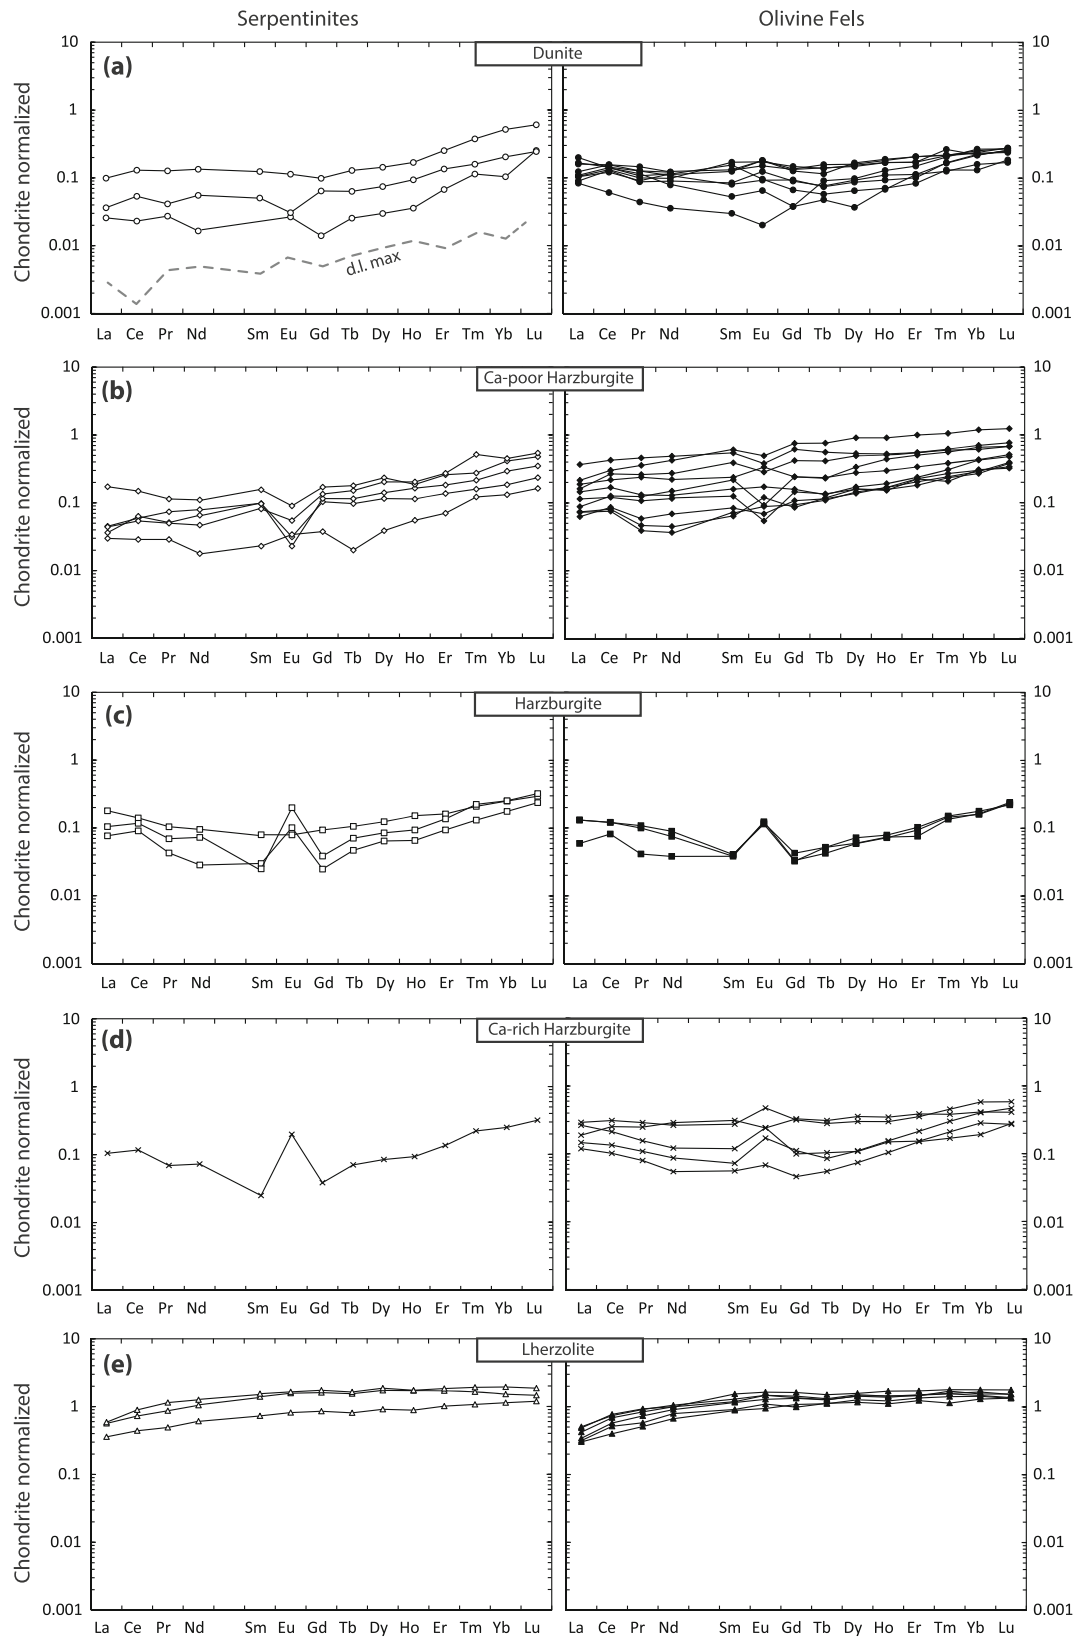 Serpentinites Olivine Fels
(a) Dunite
Chondrite normalized
10 10
1 1
0.1 0.1
0.01 0.01
d.l. max
0.001 0.001
La Ce Pr Nd Sm Eu Gd Tb Dy Ho Er Tm Yb Lu La Ce Pr Nd Sm Eu Gd Tb Dy Ho Er Tm Yb Lu
(b) Ca-poor Harzburgite
Chondrite normalized
10 10
1 1
0.1 0.1
0.01 0.01
0.001 0.001
La Ce Pr Nd Sm Eu Gd Tb Dy Ho Er Tm Yb Lu La Ce Pr Nd Sm Eu Gd Tb Dy Ho Er Tm Yb Lu
(c) Harzburgite
Chondrite normalized
10 10
1 1
0.1 0.1
0.01 0.01
0.001 0.001
La Ce Pr Nd Sm Eu Gd Tb Dy Ho Er Tm Yb Lu La Ce Pr Nd Sm Eu Gd Tb Dy Ho Er Tm Yb Lu
(d) Ca-rich Harzburgite
Chondrite normalized
10 10
1 1
0.1 0.1
0.01 0.01
0.001 0.001
La Ce Pr Nd Sm Eu Gd Tb Dy Ho Er Tm Yb Lu La Ce Pr Nd Sm Eu Gd Tb Dy Ho Er Tm Yb Lu
(e) Lherzolite
Chondrite normalized
10 10
1 1
0.1 0.1
0.01 0.01
0.001 0.001
La Ce Pr Nd Sm Eu Gd Tb Dy Ho Er Tm Yb Lu La Ce Pr Nd Sm Eu Gd Tb Dy Ho Er Tm Yb Lu